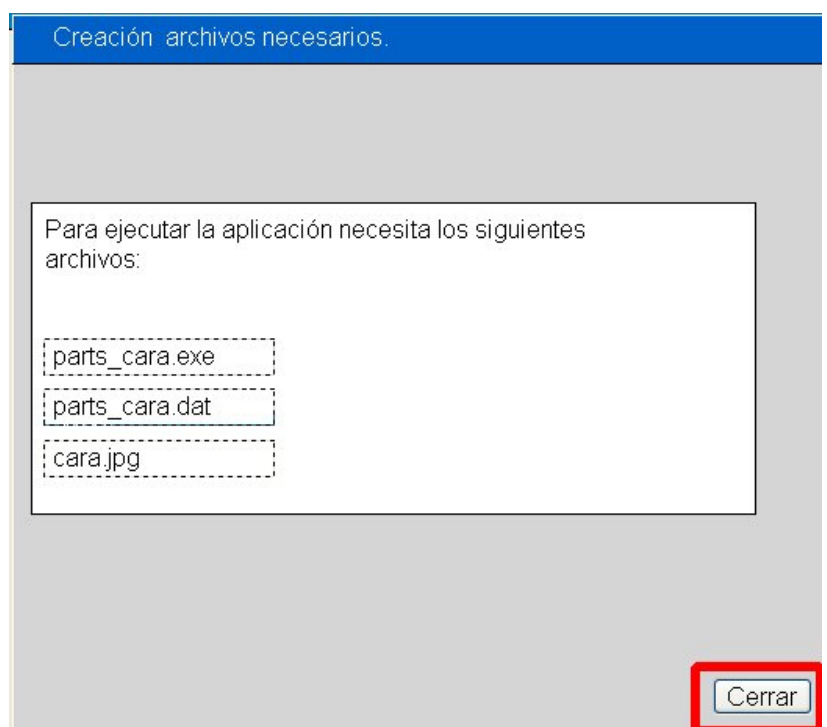 Creación archivos necesarios.
Para ejecutar la aplicación necesita los siguientes
archivos:
parts_cara.exe
parts_cara.dat
cara.jpg
Cerrar